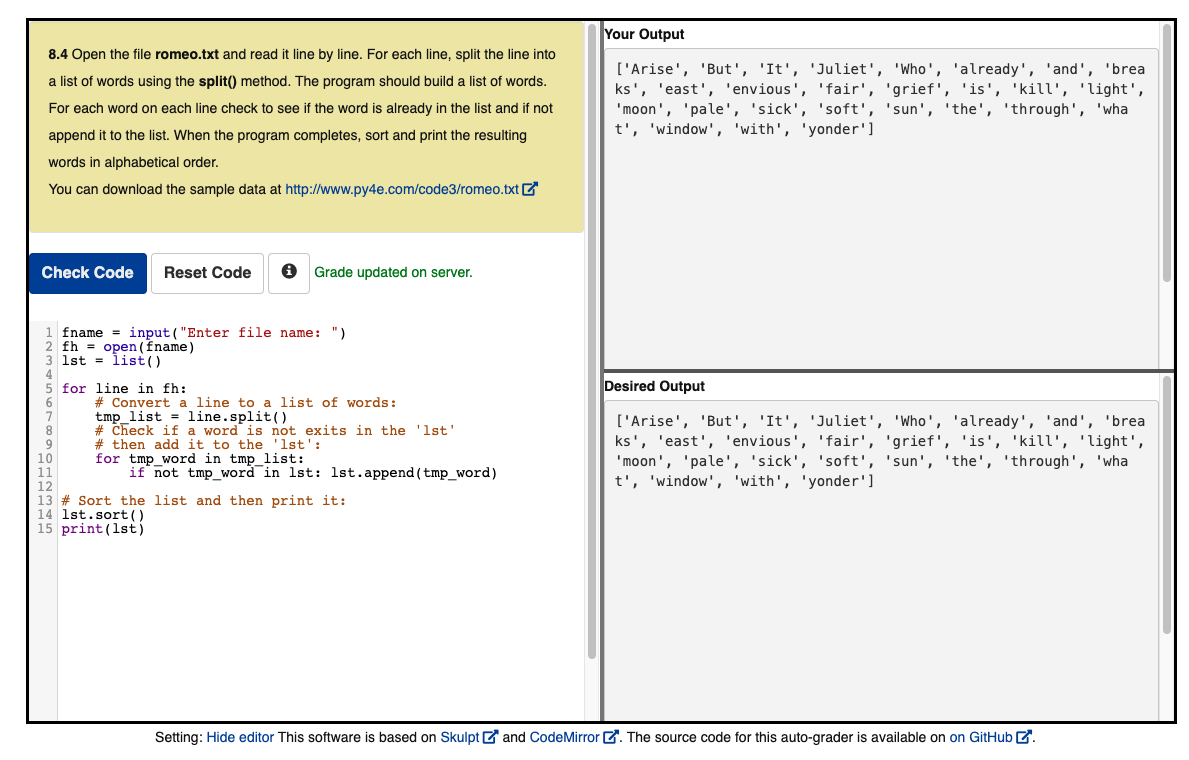 8.4 Open the file romeo.txt and read it line by line. For each line, split the line into
a list of words using the split() method. The program should build a list of words.
For each word on each line check to see if the word is already in the list and if not
append it to the list. When the program completes, sort and print the resulting
words in alphabetical order.
You can download the sample data at http://www.py4e.com/code3/romeo.txt
Check Code Reset Code Grade updated on server.
1 fname = input("Enter file name: ")
2 fh = open(fname)
3 lst = list()
4
5 for line in fh:
6     # Convert a line to a list of words:
7     tmp_list = line.split()
8     # Check if a word is not exits in the 'lst'
9     # then add it to the 'lst':
10     for tmp_word in tmp_list:
11         if not tmp_word in lst: lst.append(tmp_word)
12
13 # Sort the list and then print it:
14 lst.sort()
15 print(lst)
Your Output
['Arise', 'But', 'It', 'Juliet', 'Who', 'already', 'and', 'brea
ks', 'east', 'envious', 'fair', 'grief', 'is', 'kill', 'light',
'moon', 'pale', 'sick', 'soft', 'sun', 'the', 'through', 'wha
t', 'window', 'with', 'yonder']
Desired Output
['Arise', 'But', 'It', 'Juliet', 'Who', 'already', 'and', 'brea
ks', 'east', 'envious', 'fair', 'grief', 'is', 'kill', 'light',
'moon', 'pale', 'sick', 'soft', 'sun', 'the', 'through', 'wha
t', 'window', 'with', 'yonder']
Setting: Hide editor This software is based on Skulpt and CodeMirror. The source code for this auto-grader is available on on GitHub.